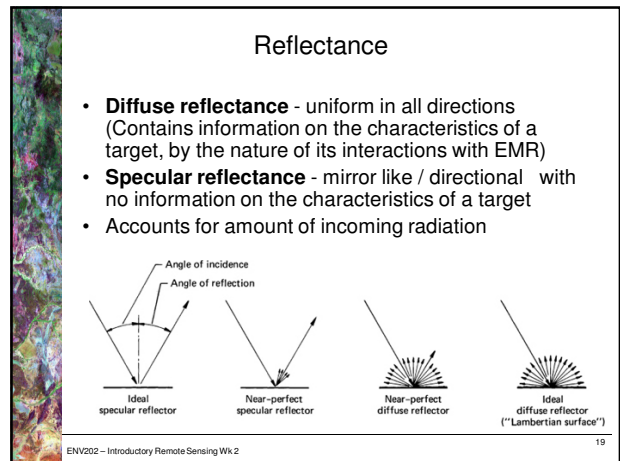 Reflectance
• Diffuse reflectance - uniform in all directions
(Contains information on the characteristics of a
target, by the nature of its interactions with EMR)
• Specular reflectance - mirror like / directional with
no information on the characteristics of a target
• Accounts for amount of incoming radiation
Angle of incidence
Angle of reflection
Ideal
specular reflector
Near-perfect
specular reflector
Near-perfect
diffuse reflector
Ideal
diffuse reflector
("Lambertian surface")
ENV202 – Introductory Remote Sensing Wk 2
19